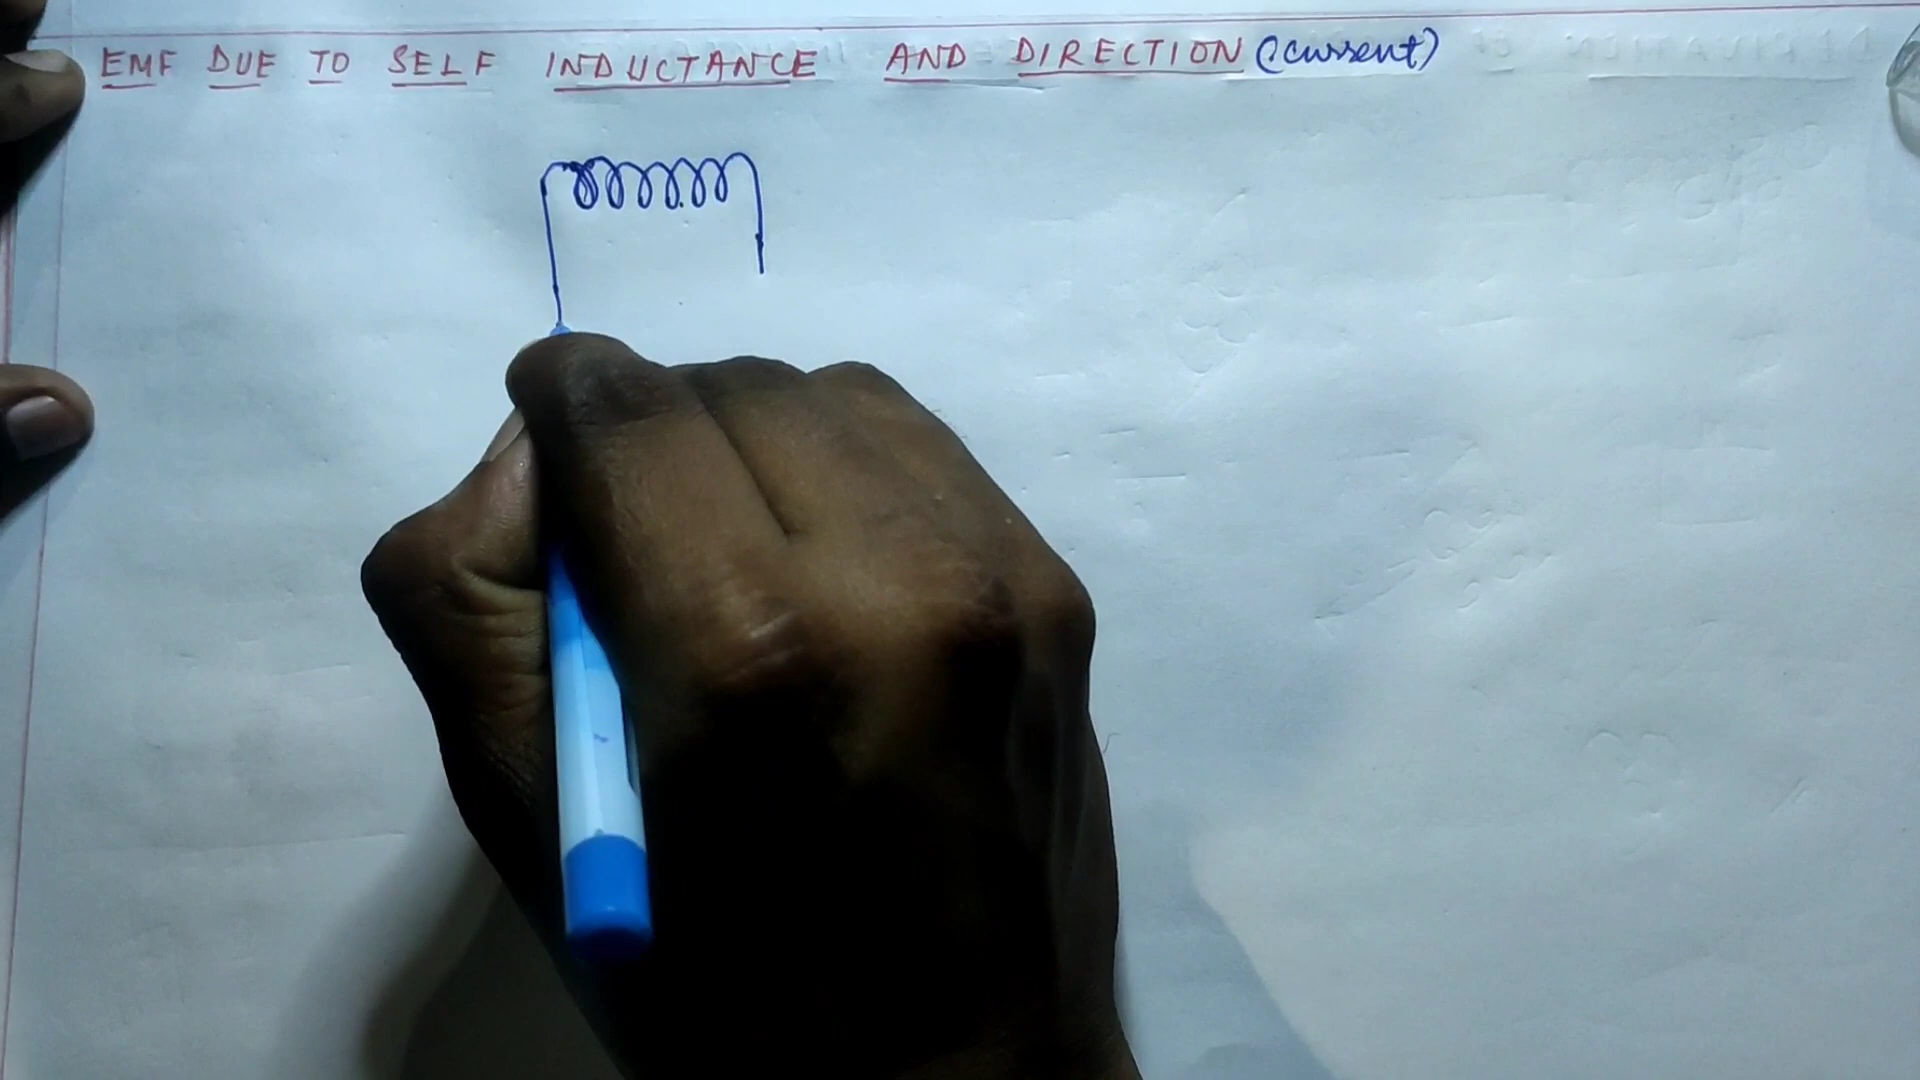 EMF DUE TO SELF INDUCTANCE AND DIRECTION (current)